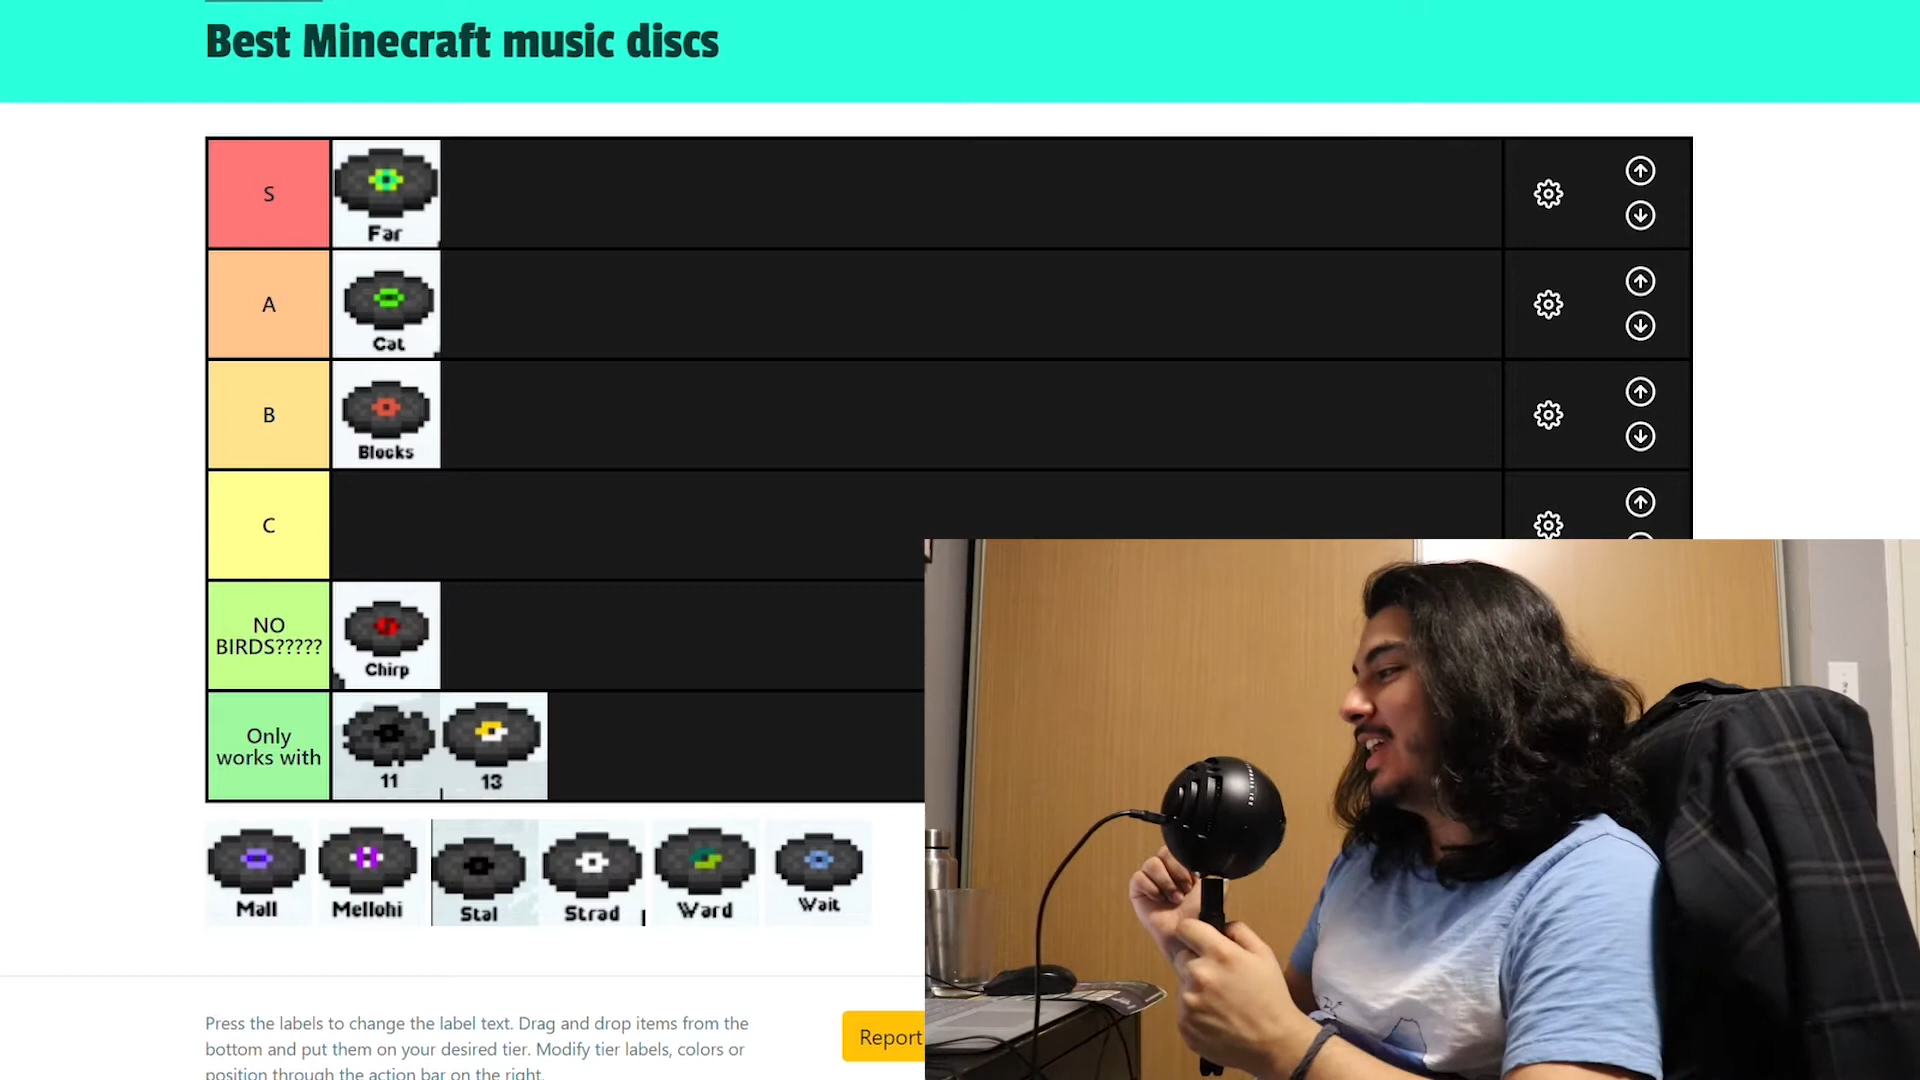 Best Minecraft music discs
S
Far
A
Cat
B
Blocks
C
NO
BIRDS?????
Chirp
Only
works with
11
13
Mall
Mellohi
Stal
Strad
Ward
Wait
Press the labels to change the label text. Drag and drop items from the
bottom and put them on your desired tier. Modify tier labels, colors or
position through the action bar on the right.
Report